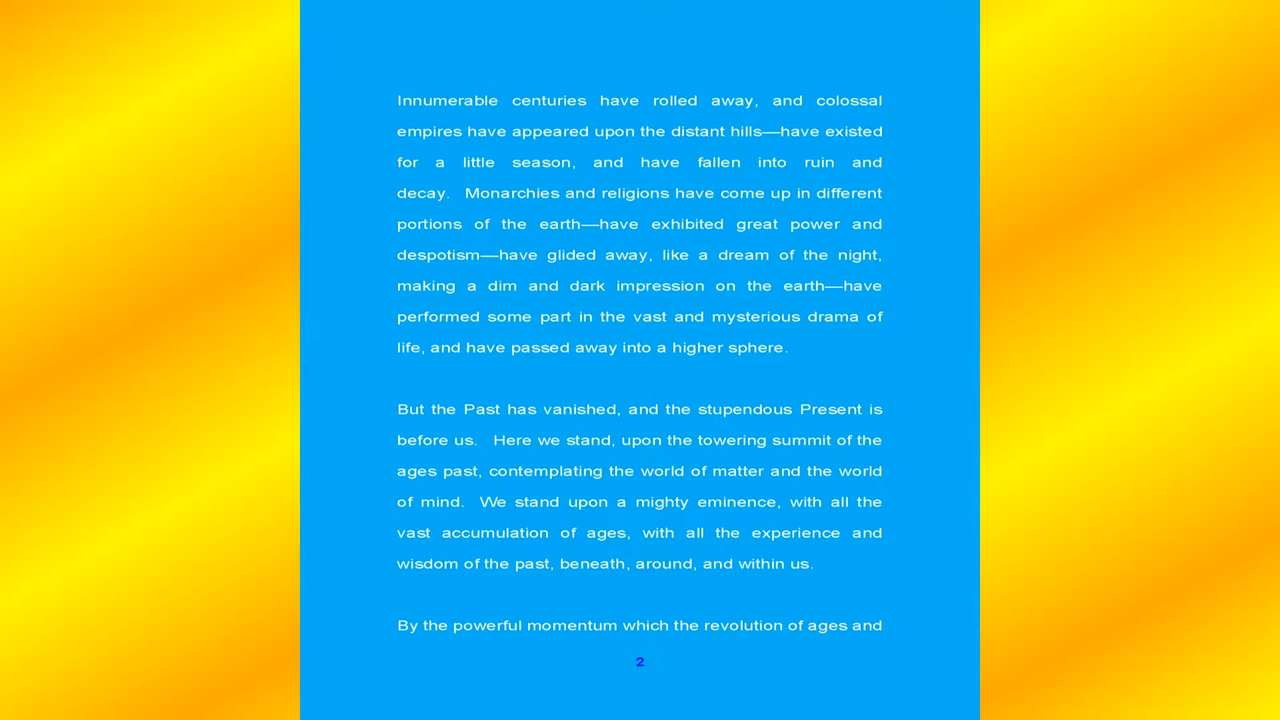 Innumerable centuries have rolled away, and colossal
empires have appeared upon the distant hills—have existed
for a little season, and have fallen into ruin and
decay. Monarchies and religions have come up in different
portions of the earth—have exhibited great power and
despotism—have glided away, like a dream of the night,
making a dim and dark impression on the earth—have
performed some part in the vast and mysterious drama of
life, and have passed away into a higher sphere.
But the Past has vanished, and the stupendous Present is
before us. Here we stand, upon the towering summit of the
ages past, contemplating the world of matter and the world
of mind. We stand upon a mighty eminence, with all the
vast accumulation of ages, with all the experience and
wisdom of the past, beneath, around, and within us.
By the powerful momentum which the revolution of ages and
2